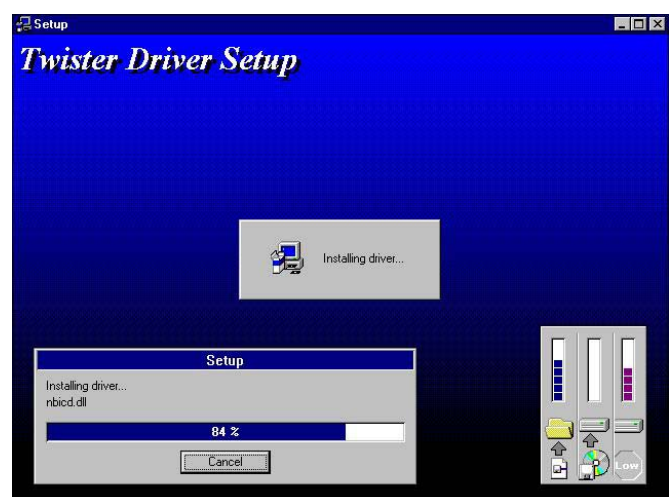 Setup
Twister Driver Setup
Installing driver...
Setup
Installing driver...
nbicd.dll
84 %
Cancel
Low